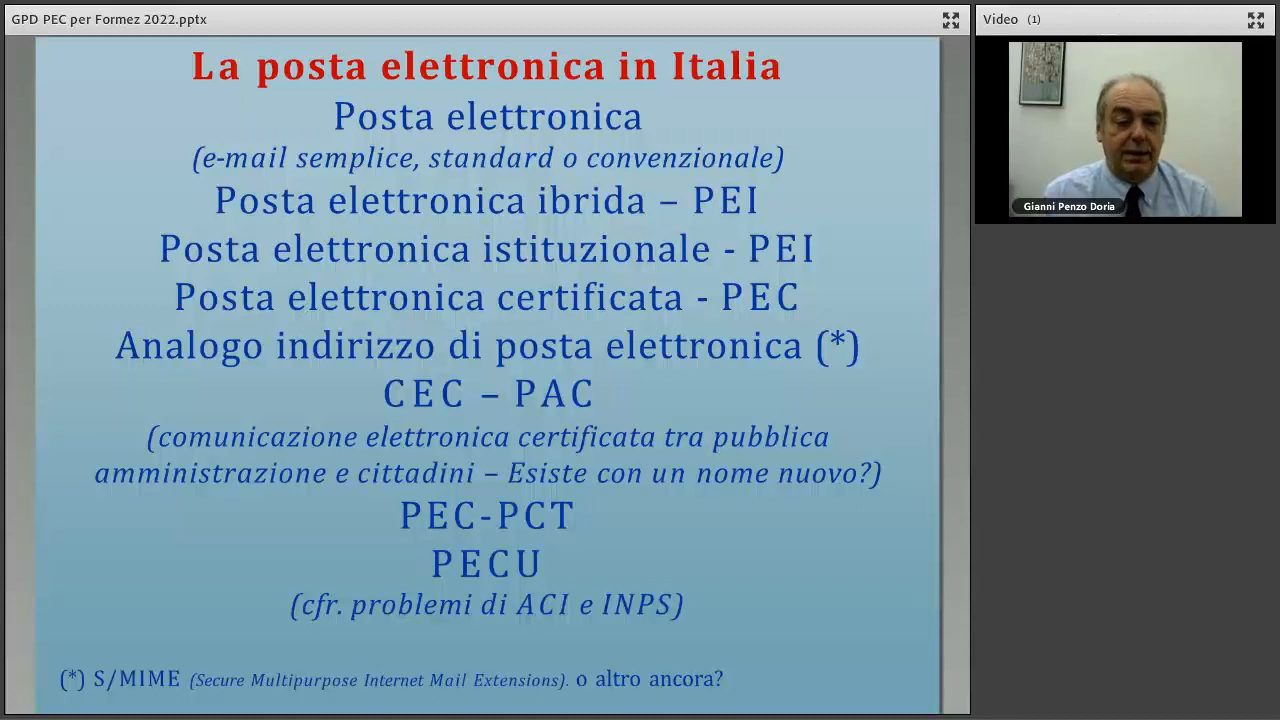 GPD PEC per Formez 2022.pptx
Video (1)
La posta elettronica in Italia
Posta elettronica
(e-mail semplice, standard o convenzionale)
Posta elettronica ibrida – PEI
Posta elettronica istituzionale - PEI
Posta elettronica certificata - PEC
Analogo indirizzo di posta elettronica (*)
CEC – PAC
(comunicazione elettronica certificata tra pubblica
amministrazione e cittadini – Esiste con un nome nuovo?)
PEC-PCT
PECU
(cfr. problemi di ACI e INPS)
(*) S/MIME (Secure Multipurpose Internet Mail Extensions). o altro ancora?
Gianni Penzo Doria